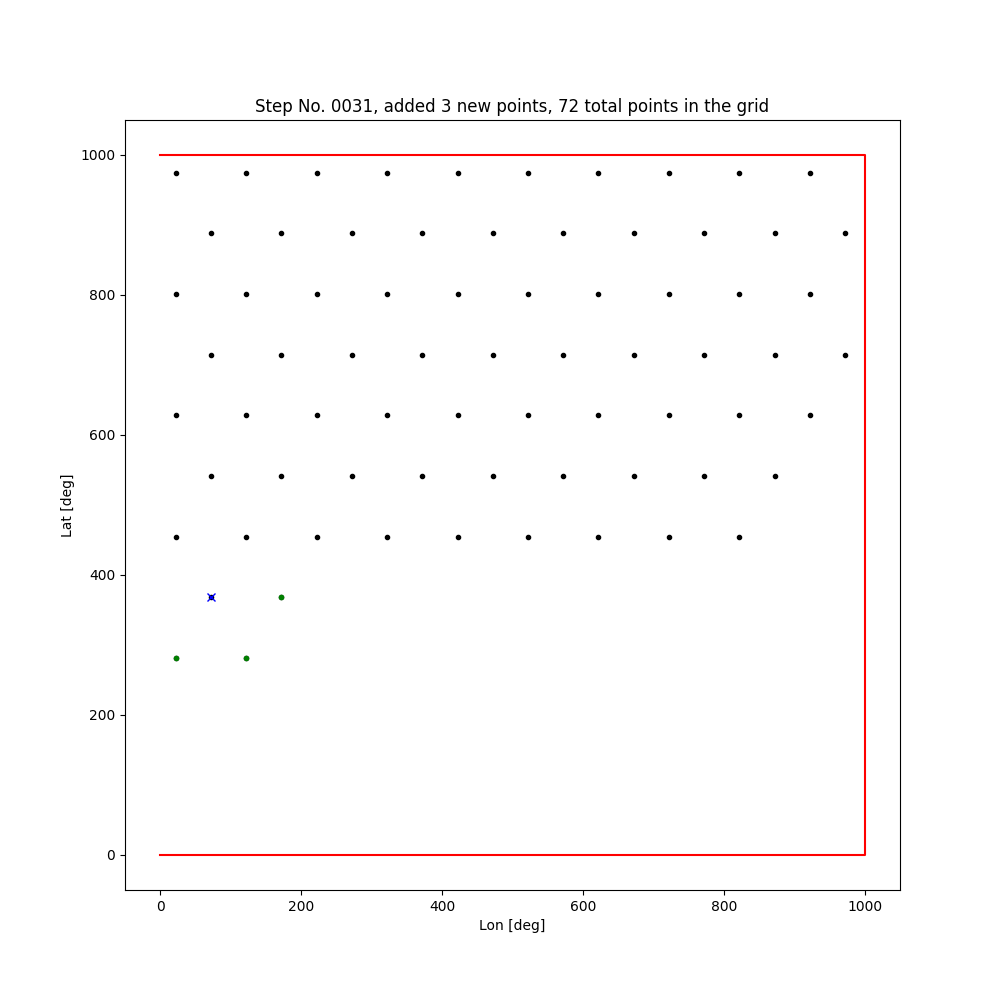 Step No. 0031, added 3 new points, 72 total points in the grid
1000
800
600
400
200
0
Lat [deg]
0 200 400 600 800 1000
Lon [deg]